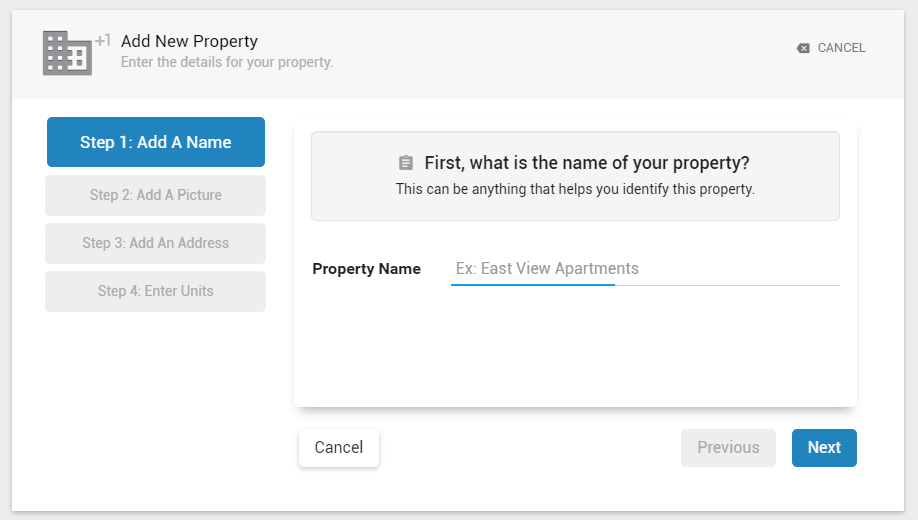 +1
Add New Property
Enter the details for your property.
CANCEL
Step 1: Add A Name
Step 2: Add A Picture
Step 3: Add An Address
Step 4: Enter Units
First, what is the name of your property?
This can be anything that helps you identify this property.
Property Name
Ex: East View Apartments
Cancel
Previous
Next